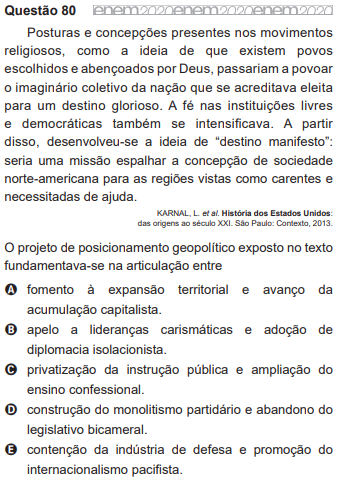 Questão 80 enem2020enem2020enem2020
Posturas e concepções presentes nos movimentos
religiosos, como a ideia de que existem povos
escolhidos e abençoados por Deus, passariam a povoar
o imaginário coletivo da nação que se acreditava eleita
para um destino glorioso. A fé nas instituições livres
e democráticas também se intensificava. A partir
disso, desenvolveu-se a ideia de “destino manifesto”:
seria uma missão espalhar a concepção de sociedade
norte-americana para as regiões vistas como carentes e
necessitadas de ajuda.
KARNAL, L. et al. História dos Estados Unidos:
das origens ao século XXI. São Paulo: Contexto, 2013.
O projeto de posicionamento geopolítico exposto no texto
fundamentava-se na articulação entre
A fomento à expansão territorial e avanço da
acumulação capitalista.
B apelo a lideranças carismáticas e adoção de
diplomacia isolacionista.
C privatização da instrução pública e ampliação do
ensino confessional.
D construção do monolitismo partidário e abandono do
legislativo bicameral.
E contenção da indústria de defesa e promoção do
internacionalismo pacifista.